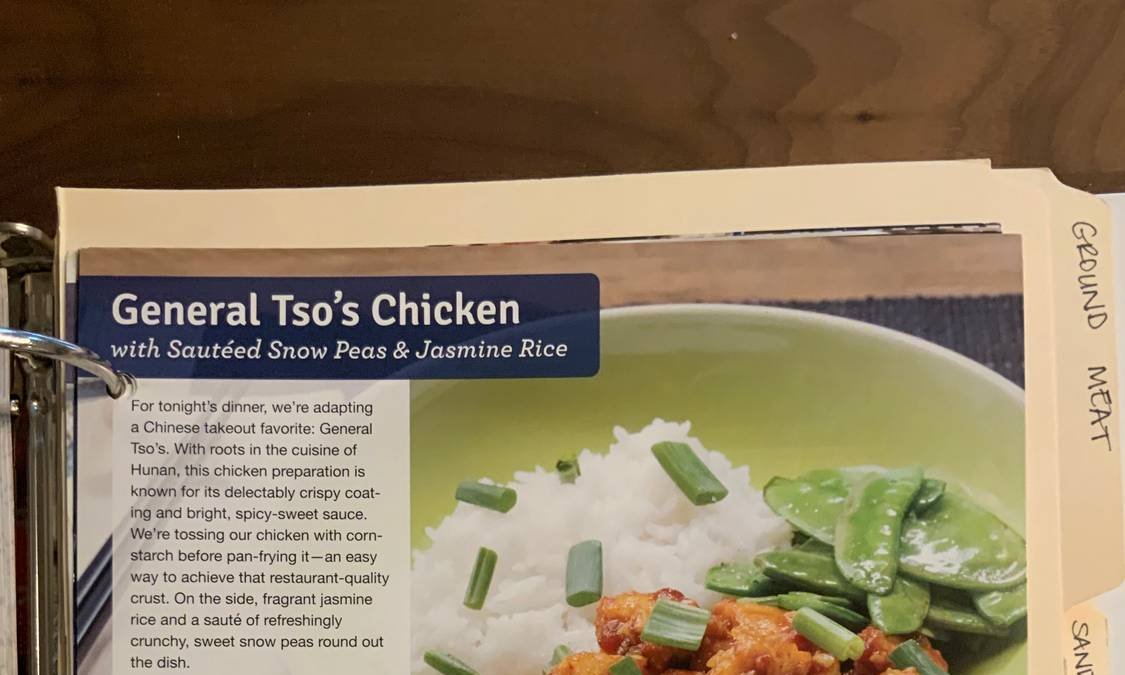 General Tso’s Chicken
with Sautéed Snow Peas & Jasmine Rice
For tonight’s dinner, we’re adapting
a Chinese takeout favorite: General
Tso’s. With roots in the cuisine of
Hunan, this chicken preparation is
known for its delectably crispy coat-
ing and bright, spicy-sweet sauce.
We’re tossing our chicken with corn-
starch before pan-frying it—an easy
way to achieve that restaurant-quality
crust. On the side, fragrant jasmine
rice and a sauté of refreshingly
crunchy, sweet snow peas round out
the dish.
GROUND MEAT
SAND